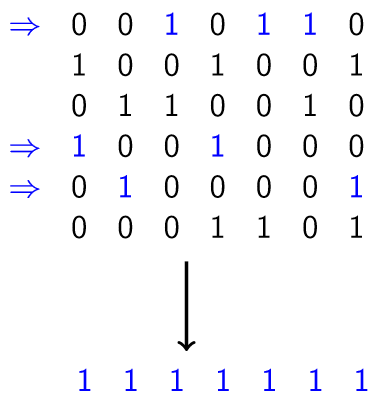 ⇒ 0 0 1 0 1 1 0
1 0 0 1 0 0 1
0 1 1 0 0 1 0
⇒ 1 0 0 1 0 0 0
⇒ 0 1 0 0 0 0 1
0 0 0 1 1 0 1
1 1 1 1 1 1 1